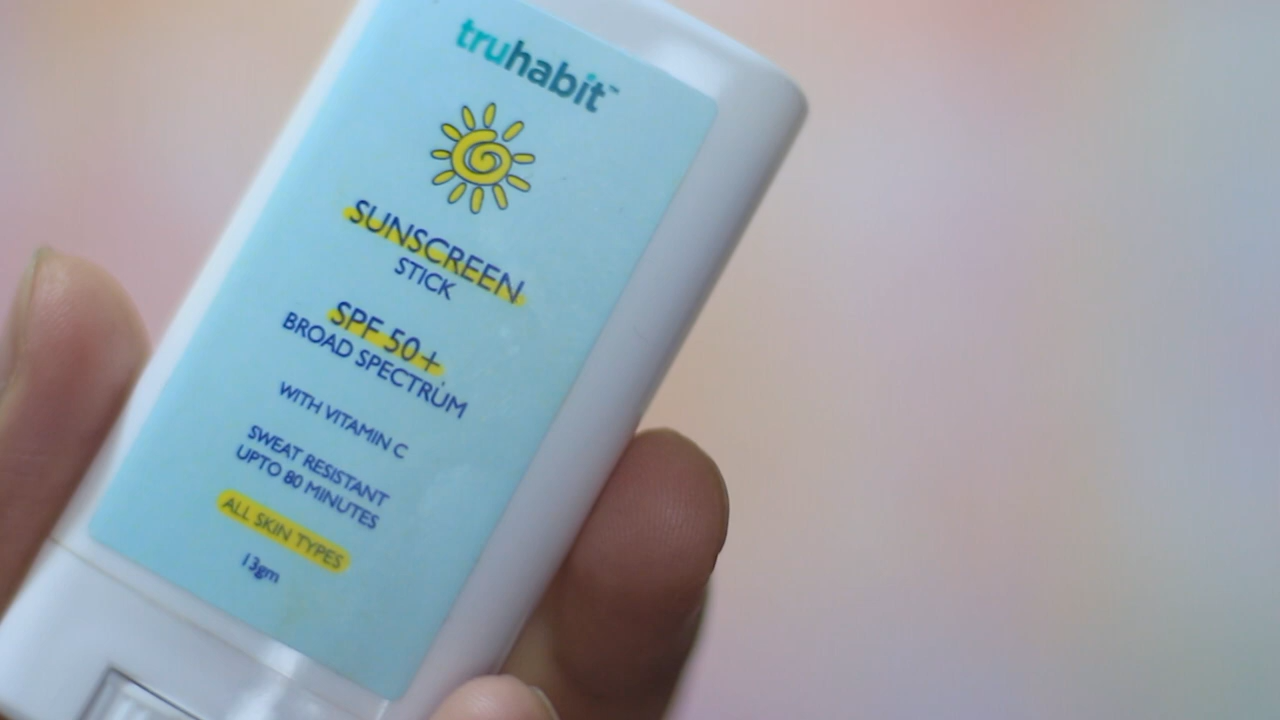 truhabit™
SUNSCREEN
STICK
SPF 50+
BROAD SPECTRUM
WITH VITAMIN C
SWEAT RESISTANT
UPTO 80 MINUTES
ALL SKIN TYPES
13gm